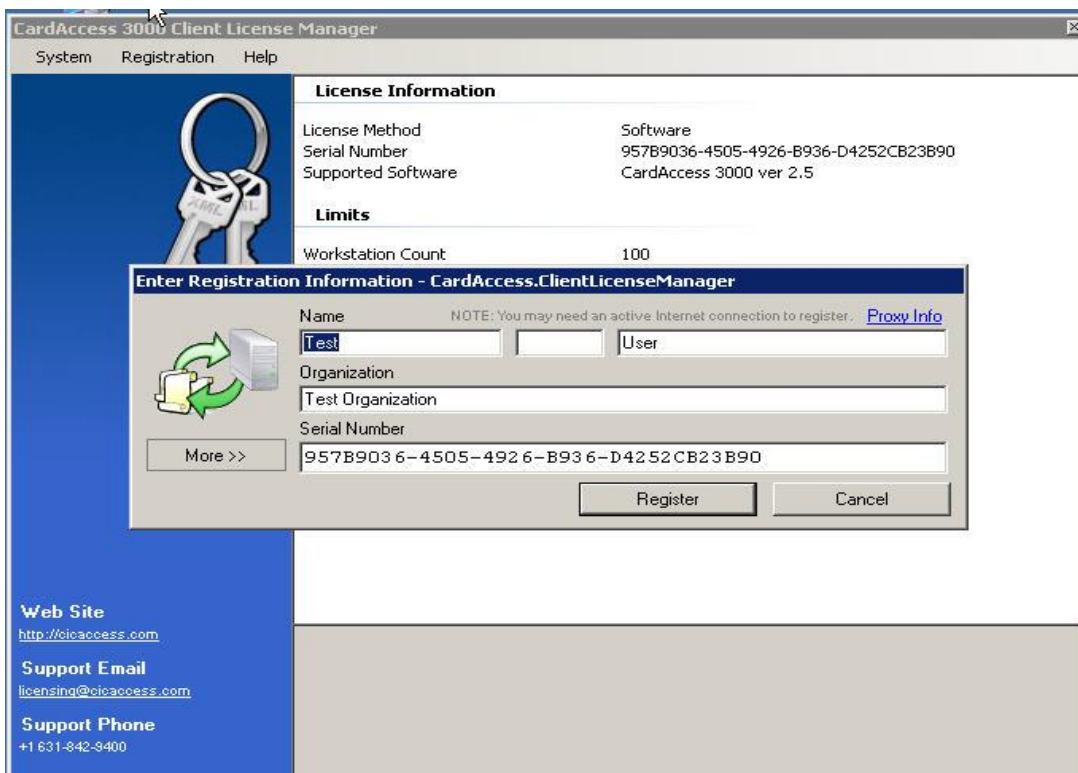 CardAccess 3000 Client License Manager
System Registration Help
License Information
License Method Software
Serial Number 957B9036-4505-4926-B936-D4252CB23B90
Supported Software CardAccess 3000 ver 2.5
Limits
Workstation Count 100
Enter Registration Information - CardAccess.ClientLicenseManager
Name NOTE: You may need an active Internet connection to register. Proxy Info
Test User
Organization
Test Organization
Serial Number
More >> 957B9036-4505-4926-B936-D4252CB23B90
Register Cancel
Web Site
http://cicaccess.com
Support Email
licensing@cicaccess.com
Support Phone
+1 631-842-9400